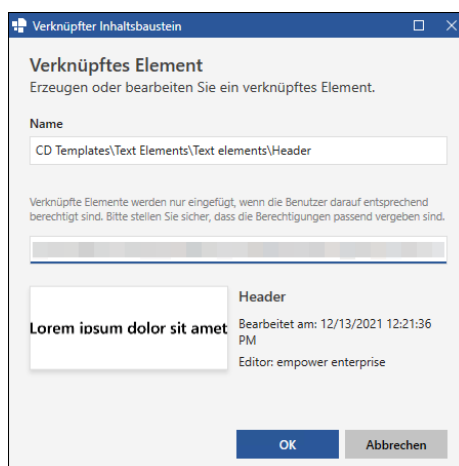 Verknüpfter Inhaltsbaustein
Verknüpftes Element
Erzeugen oder bearbeiten Sie ein verknüpftes Element.
Name
CD Templates\Text Elements\Text elements\Header
Verknüpfte Elemente werden nur eingefügt, wenn die Benutzer darauf entsprechend
berechtigt sind. Bitte stellen Sie sicher, dass die Berechtigungen passend vergeben sind.
Lorem ipsum dolor sit amet
Header
Bearbeitet am: 12/13/2021 12:21:36
PM
Editor: empower enterprise
OK
Abbrechen